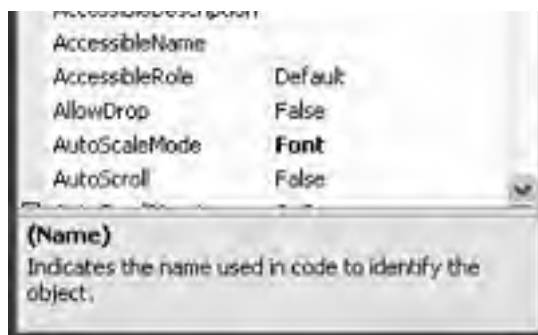 AccessibleDescription
AccessibleName
AccessibleRole Default
AllowDrop False
AutoScaleMode Font
AutoScroll False
(Name)
Indicates the name used in code to identify the
object.